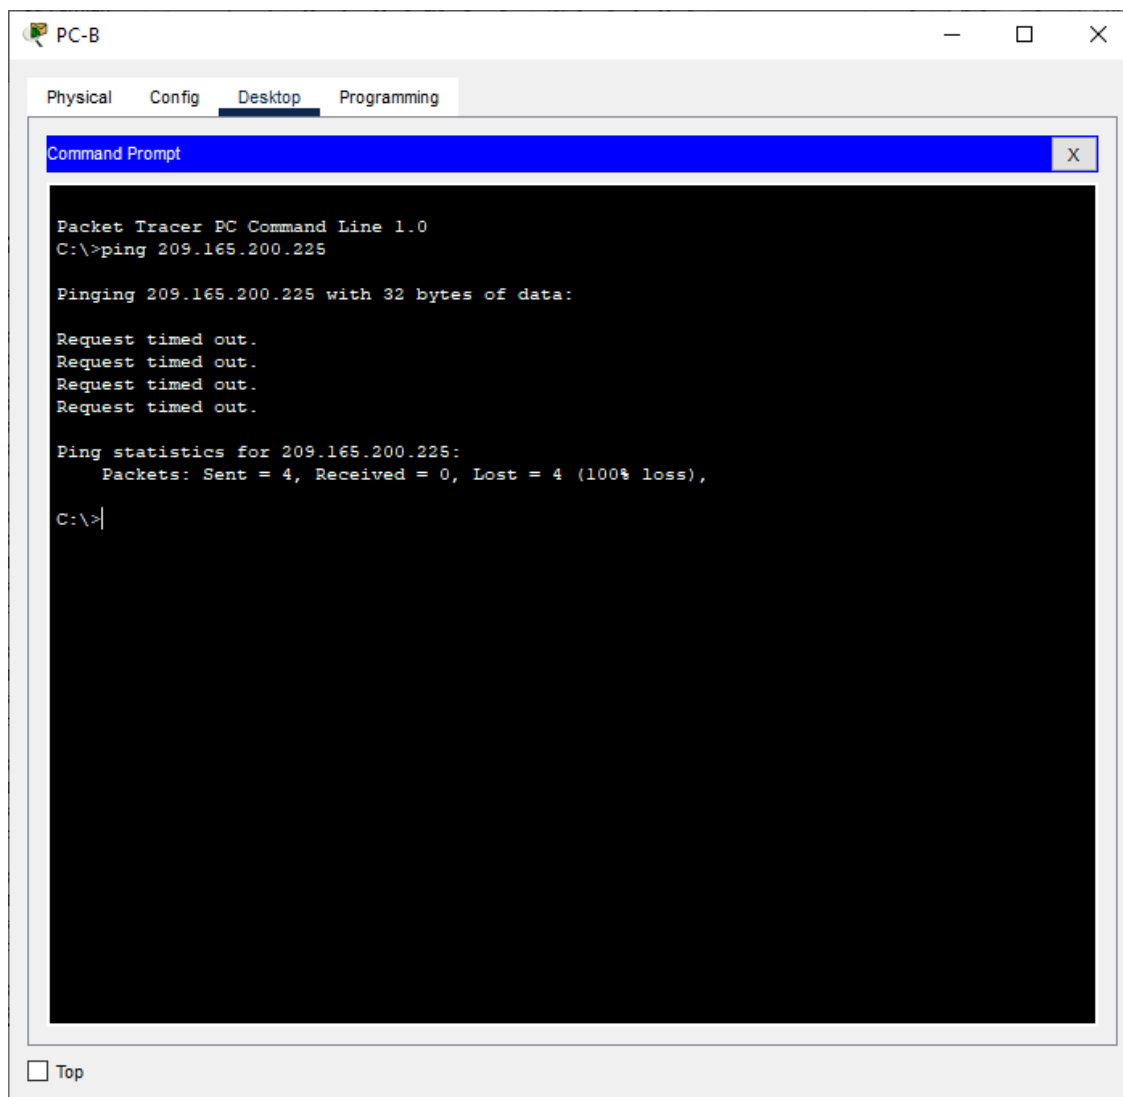 PC-B
Physical Config Desktop Programming
Command Prompt X
Packet Tracer PC Command Line 1.0
C:\>ping 209.165.200.225
Pinging 209.165.200.225 with 32 bytes of data:
Request timed out.
Request timed out.
Request timed out.
Request timed out.
Ping statistics for 209.165.200.225:
    Packets: Sent = 4, Received = 0, Lost = 4 (100% loss),
C:\>
Top